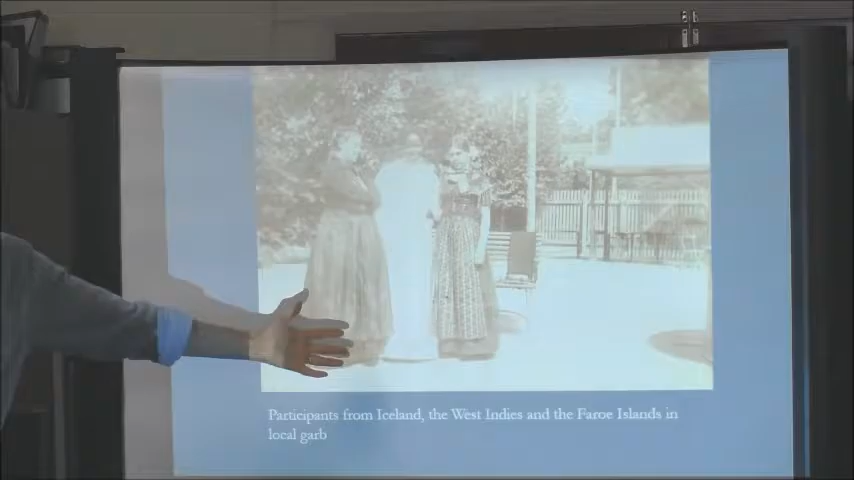 Participants from Iceland, the West Indies and the Faroe Islands in
local garb